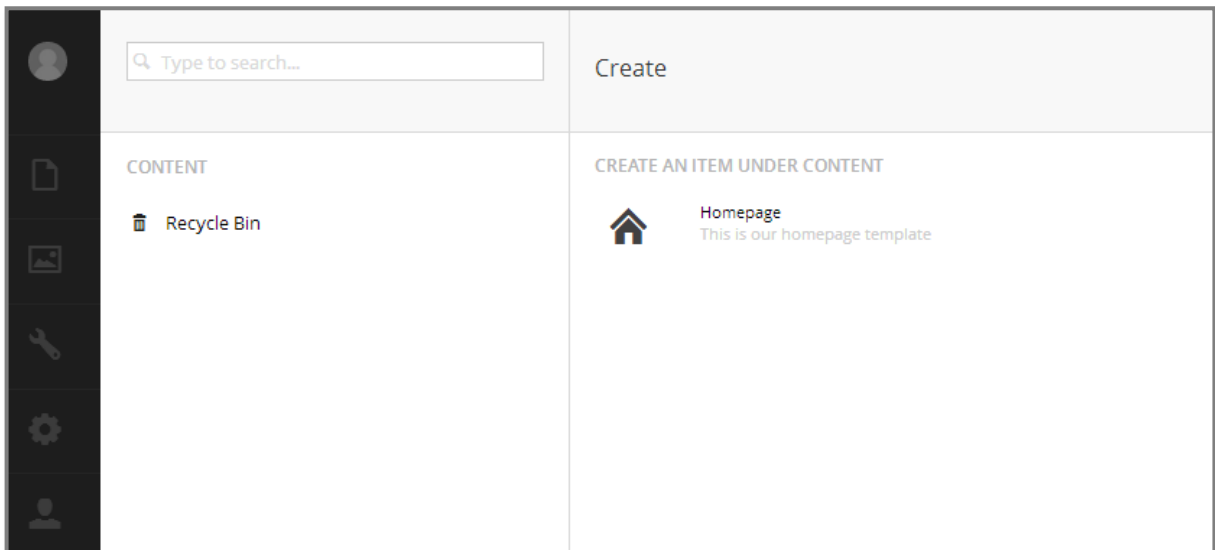 Type to search...
Create
CONTENT
Recycle Bin
CREATE AN ITEM UNDER CONTENT
Homepage
This is our homepage template